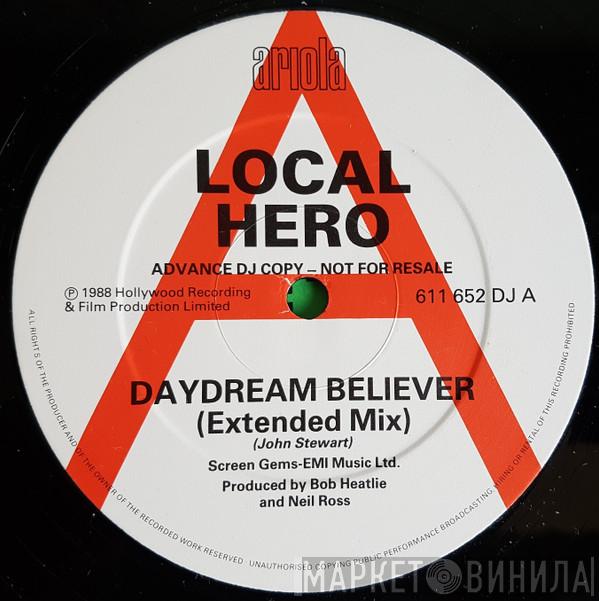 ariola
LOCAL
HERO
ADVANCE DJ COPY – NOT FOR RESALE
℗ 1988 Hollywood Recording
& Film Production Limited
611 652 DJ A
DAYDREAM BELIEVER
(Extended Mix)
(John Stewart)
Screen Gems-EMI Music Ltd.
Produced by Bob Heatlie
and Neil Ross
ALL RIGHTS OF THE PRODUCER AND OF THE OWNER OF THE RECORDED WORK RESERVED · UNAUTHORISED COPYING PUBLIC PERFORMANCE BROADCASTING, HIRING OR RENTAL OF THIS RECORDING PROHIBITED
МАРКЕТ ВИНИЛА